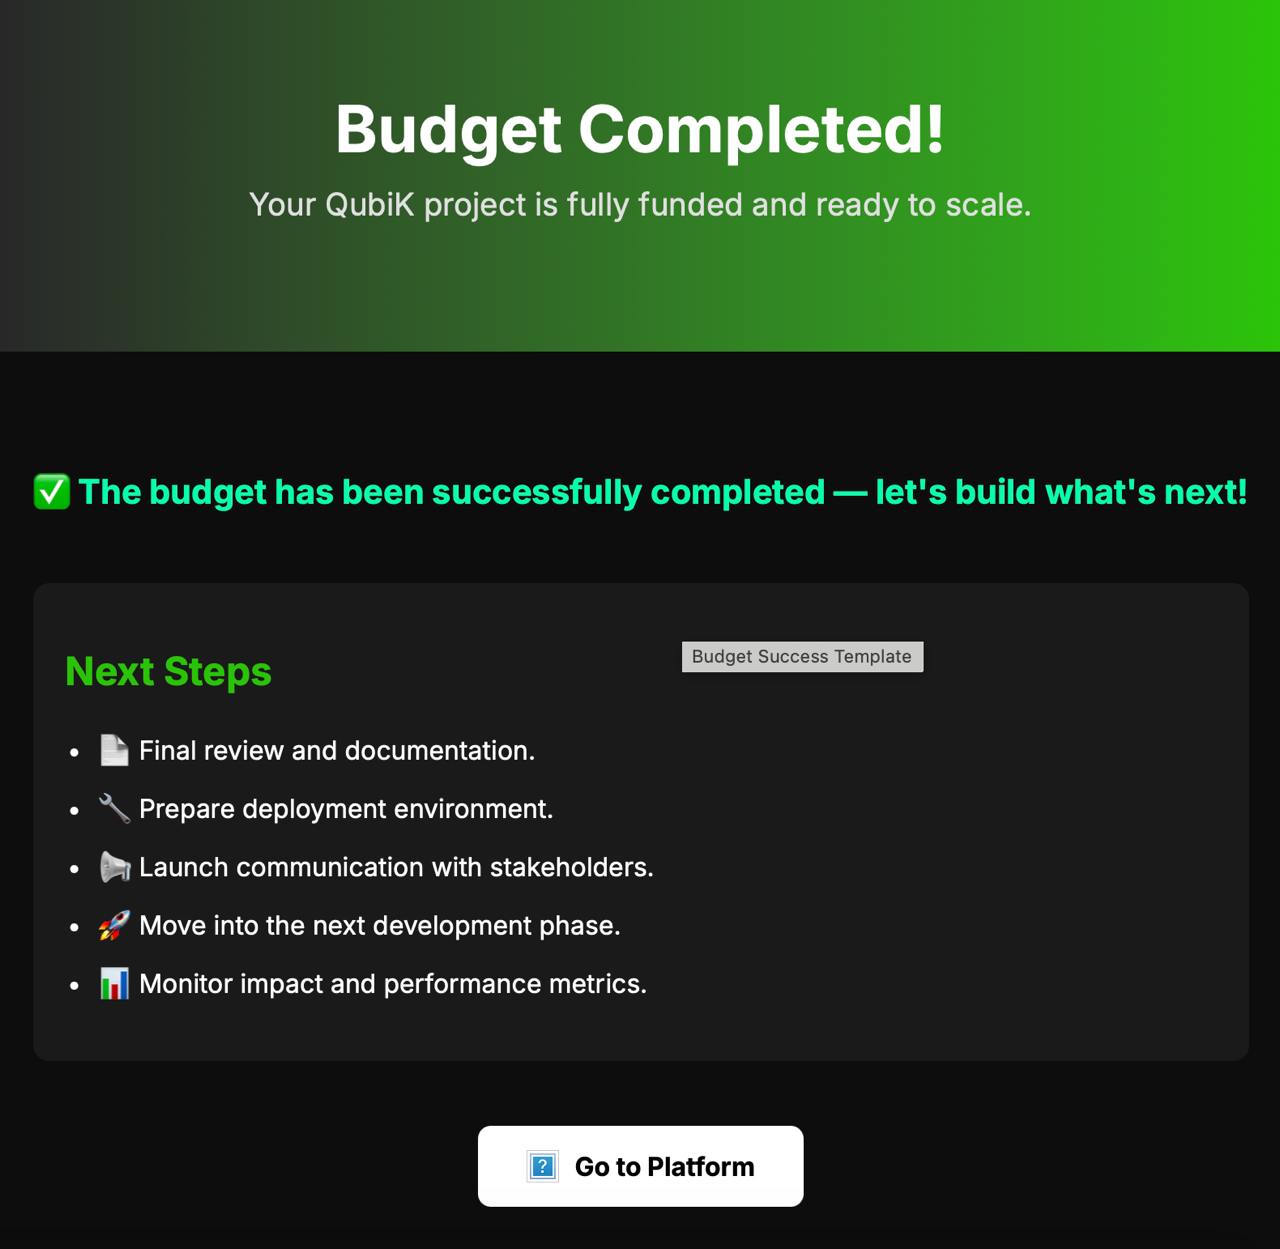 Budget Completed!
Your QubiK project is fully funded and ready to scale.
✅ The budget has been successfully completed — let's build what's next!
Next Steps
Budget Success Template
• 📄 Final review and documentation.
• 🔧 Prepare deployment environment.
• 📢 Launch communication with stakeholders.
• 🚀 Move into the next development phase.
• 📊 Monitor impact and performance metrics.
Go to Platform